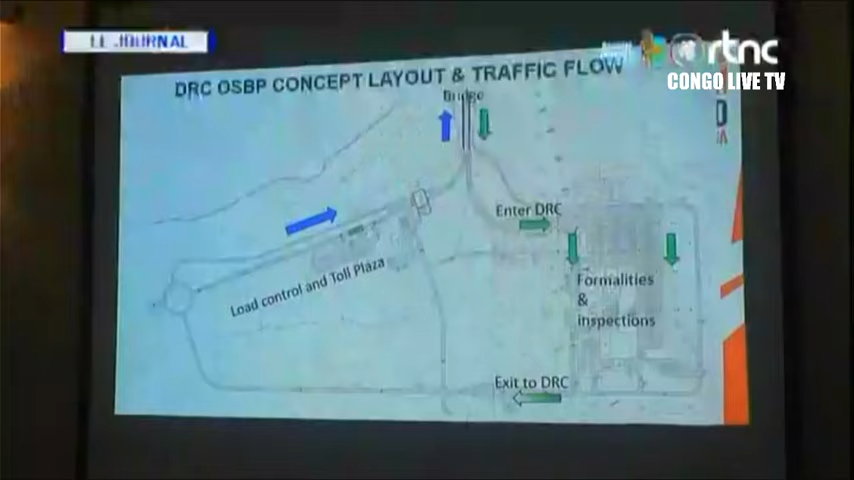 LE JOURNAL
rtnc
CONGO LIVE TV
DRC OSBP CONCEPT LAYOUT & TRAFFIC FLOW
Bridge
Enter DRC
Load control and Toll Plaza
Formalities
&
inspections
Exit to DRC